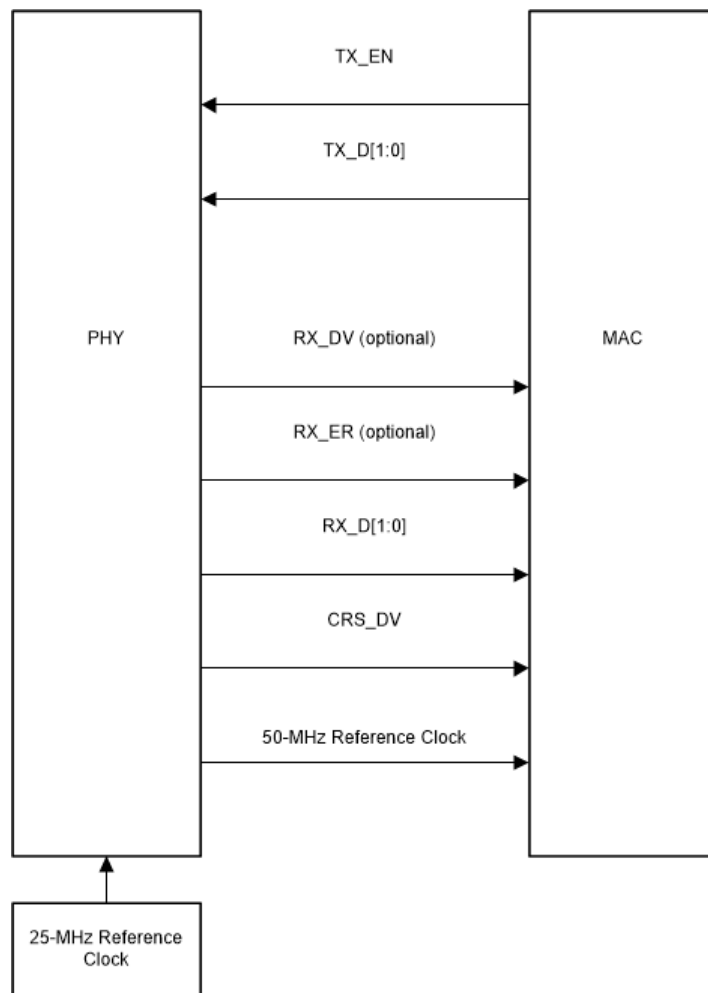 TX_EN
TX_D[1:0]
PHY
RX_DV (optional)
MAC
RX_ER (optional)
RX_D[1:0]
CRS_DV
50-MHz Reference Clock
25-MHz Reference
Clock